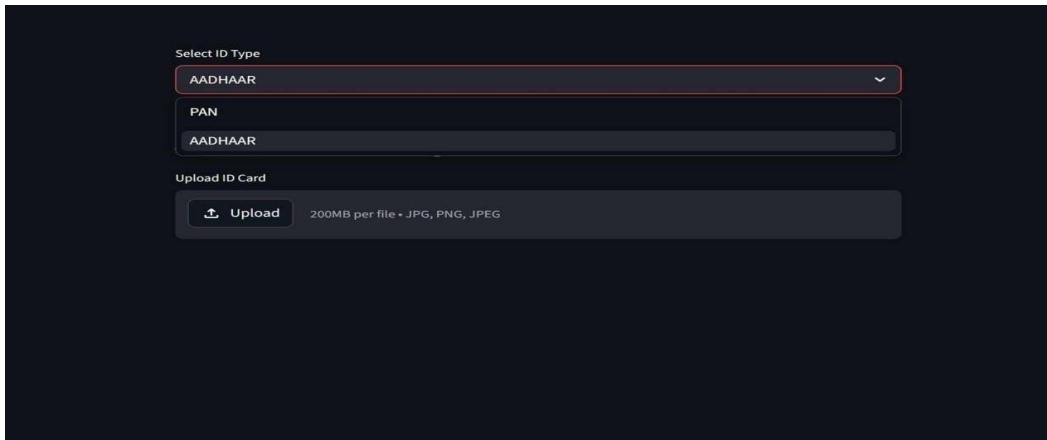 Select ID Type
AADHAAR
PAN
AADHAAR
Upload ID Card
Upload 200MB per file • JPG, PNG, JPEG